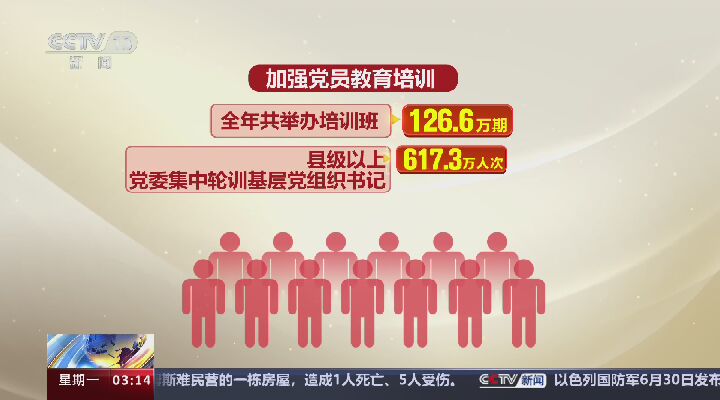 CCTV 13
新闻
加强党员教育培训
全年共举办培训班 126.6万期
县级以上
党委集中轮训基层党组织书记
617.3万人次
星期一 03:14 斯难民营的一栋房屋，造成1人死亡、5人受伤。 CCTV新闻 以色列国防军6月30日发布